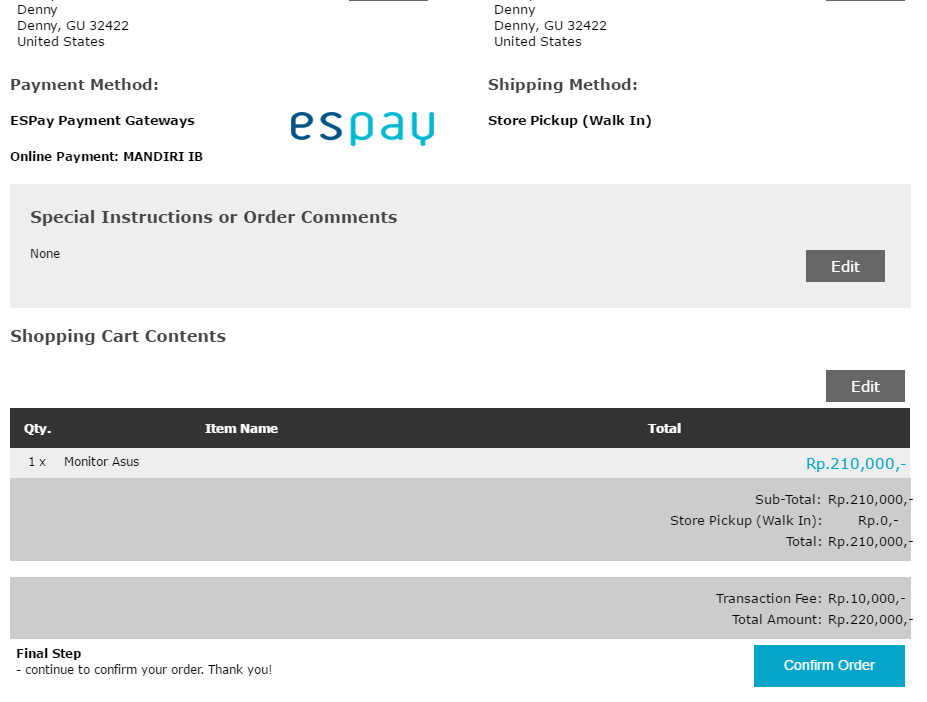 Denny
Denny, GU 32422
United States
Denny
Denny, GU 32422
United States
Payment Method:
ESPay Payment Gateways
espay
Online Payment: MANDIRI IB
Shipping Method:
Store Pickup (Walk In)
Special Instructions or Order Comments
None
Edit
Shopping Cart Contents
Edit
Qty. Item Name Total
1 x Monitor Asus Rp.210,000,-
Sub-Total: Rp.210,000,-
Store Pickup (Walk In): Rp.0,-
Total: Rp.210,000,-
Transaction Fee: Rp.10,000,-
Total Amount: Rp.220,000,-
Final Step
- continue to confirm your order. Thank you!
Confirm Order